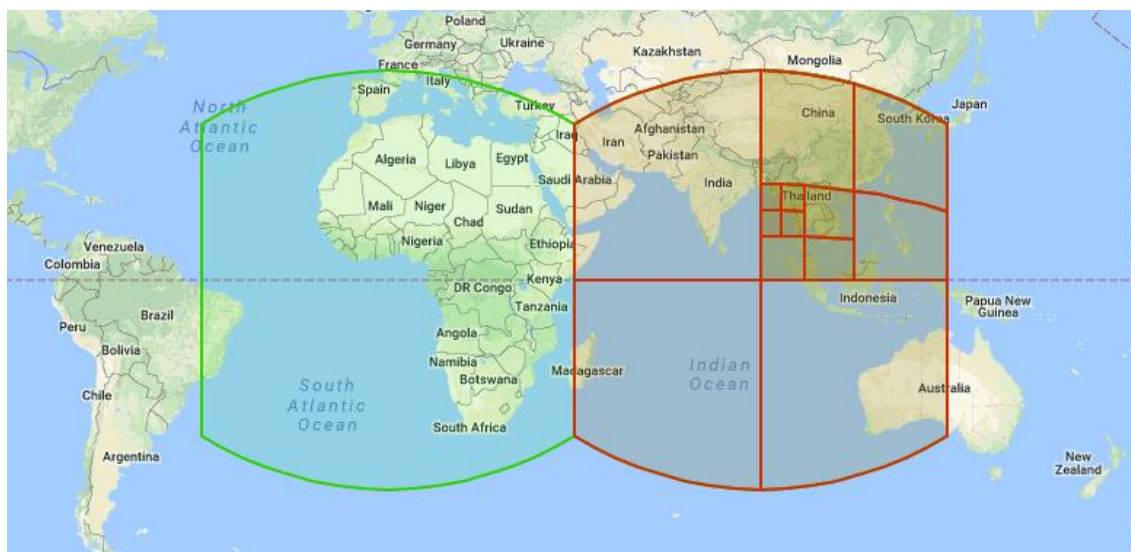 Poland
Germany
Ukraine
France
Kazakhstan
Mongolia
Spain
Italy
Turkey
North
Atlantic
Ocean
Japan
China
South Korea
Iraq
Iran
Afghanistan
Pakistan
Algeria
Libya
Egypt
Saudi Arabia
India
Thailand
Mali
Niger
Chad
Sudan
Nigeria
Ethiopia
Venezuela
Colombia
DR Congo
Kenya
Tanzania
Indonesia
Papua New
Guinea
Brazil
Peru
Bolivia
Angola
Namibia
Botswana
Madagascar
Indian
Ocean
Australia
Chile
South
Atlantic
Ocean
South Africa
Argentina
New
Zealand